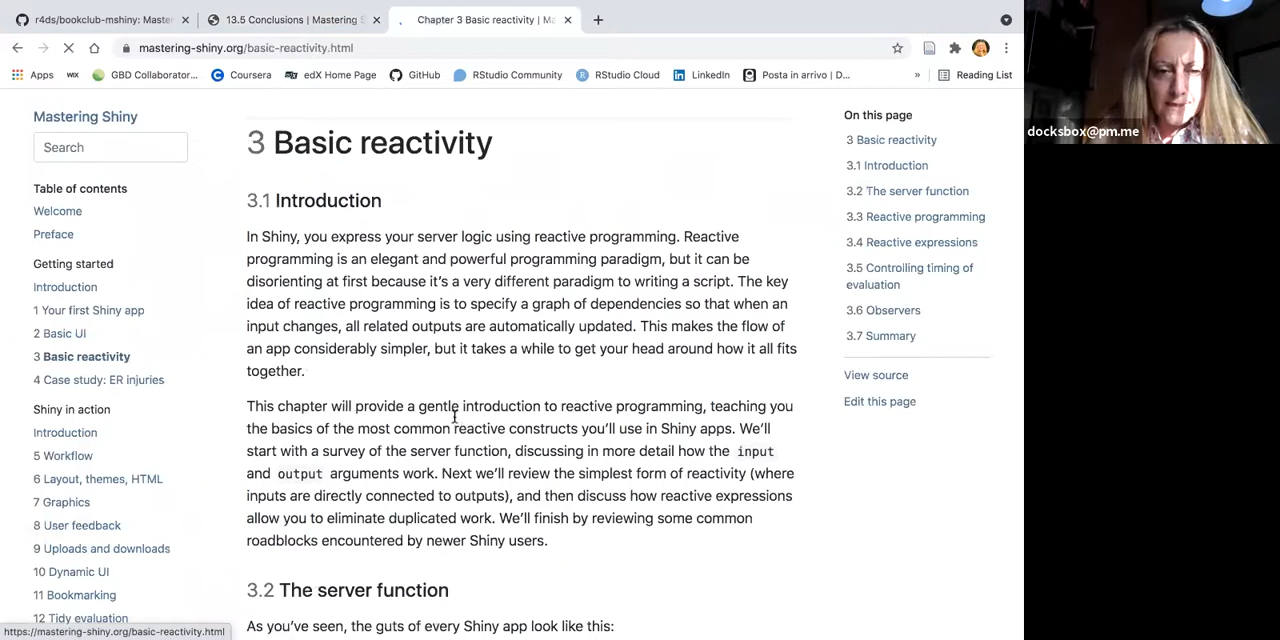 r4ds/bookclub-mshiny: Master
13.5 Conclusions | Mastering S
Chapter 3 Basic reactivity | Ma
mastering-shiny.org/basic-reactivity.html
Apps
WIX
GBD Collaborator...
Coursera
edX Home Page
GitHub
RStudio Community
RStudio Cloud
LinkedIn
Posta in arrivo | D...
»
Reading List
docksbox@pm.me
Mastering Shiny
Search
Table of contents
Welcome
Preface
Getting started
Introduction
1 Your first Shiny app
2 Basic UI
3 Basic reactivity
4 Case study: ER injuries
Shiny in action
Introduction
5 Workflow
6 Layout, themes, HTML
7 Graphics
8 User feedback
9 Uploads and downloads
10 Dynamic UI
11 Bookmarking
12 Tidy evaluation
https://mastering-shiny.org/basic-reactivity.html
3 Basic reactivity
3.1 Introduction
In Shiny, you express your server logic using reactive programming. Reactive
programming is an elegant and powerful programming paradigm, but it can be
disorienting at first because it's a very different paradigm to writing a script. The key
idea of reactive programming is to specify a graph of dependencies so that when an
input changes, all related outputs are automatically updated. This makes the flow of
an app considerably simpler, but it takes a while to get your head around how it all fits
together.
This chapter will provide a gentle introduction to reactive programming, teaching you
the basics of the most common reactive constructs you'll use in Shiny apps. We'll
start with a survey of the server function, discussing in more detail how the input
and output arguments work. Next we'll review the simplest form of reactivity (where
inputs are directly connected to outputs), and then discuss how reactive expressions
allow you to eliminate duplicated work. We'll finish by reviewing some common
roadblocks encountered by newer Shiny users.
3.2 The server function
As you've seen, the guts of every Shiny app look like this:
On this page
3 Basic reactivity
3.1 Introduction
3.2 The server function
3.3 Reactive programming
3.4 Reactive expressions
3.5 Controlling timing of
evaluation
3.6 Observers
3.7 Summary
View source
Edit this page